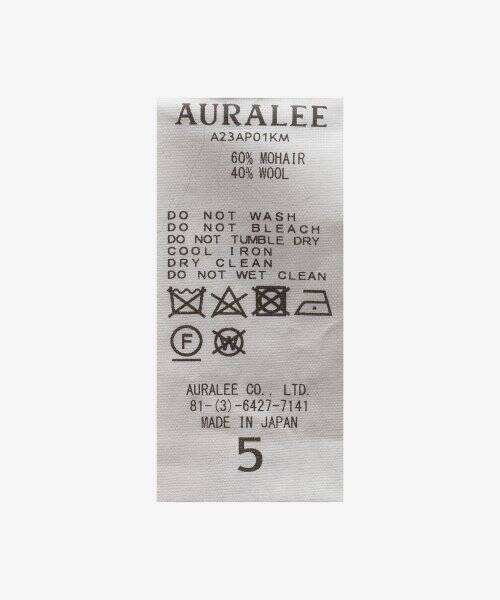 AURALEE
A23AP01KM
60% MOHAIR
40% WOOL
DO NOT WASH
DO NOT BLEACH
DO NOT TUMBLE DRY
COOL IRON
DRY CLEAN
DO NOT WET CLEAN
F W
AURALEE CO., LTD.
81-(3)-6427-7141
MADE IN JAPAN
5